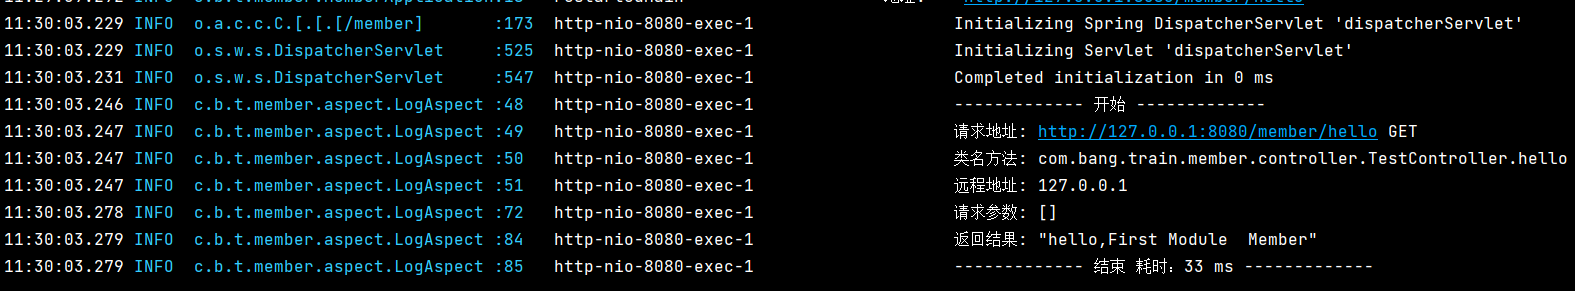 11:30:03.229 INFO o.a.c.c.C.[.[.[/member] :173 http-nio-8080-exec-1 Initializing Spring DispatcherServlet 'dispatcherServlet'
11:30:03.229 INFO o.s.w.s.DispatcherServlet :525 http-nio-8080-exec-1 Initializing Servlet 'dispatcherServlet'
11:30:03.231 INFO o.s.w.s.DispatcherServlet :547 http-nio-8080-exec-1 Completed initialization in 0 ms
11:30:03.246 INFO c.b.t.member.aspect.LogAspect :48 http-nio-8080-exec-1 ------------- 开始 -------------
11:30:03.247 INFO c.b.t.member.aspect.LogAspect :49 http-nio-8080-exec-1 请求地址: http://127.0.0.1:8080/member/hello GET
11:30:03.247 INFO c.b.t.member.aspect.LogAspect :50 http-nio-8080-exec-1 类名方法: com.bang.train.member.controller.TestController.hello
11:30:03.247 INFO c.b.t.member.aspect.LogAspect :51 http-nio-8080-exec-1 远程地址: 127.0.0.1
11:30:03.278 INFO c.b.t.member.aspect.LogAspect :72 http-nio-8080-exec-1 请求参数: []
11:30:03.279 INFO c.b.t.member.aspect.LogAspect :84 http-nio-8080-exec-1 返回结果: "hello,First Module  Member"
11:30:03.279 INFO c.b.t.member.aspect.LogAspect :85 http-nio-8080-exec-1 ------------- 结束 耗时：33 ms -------------